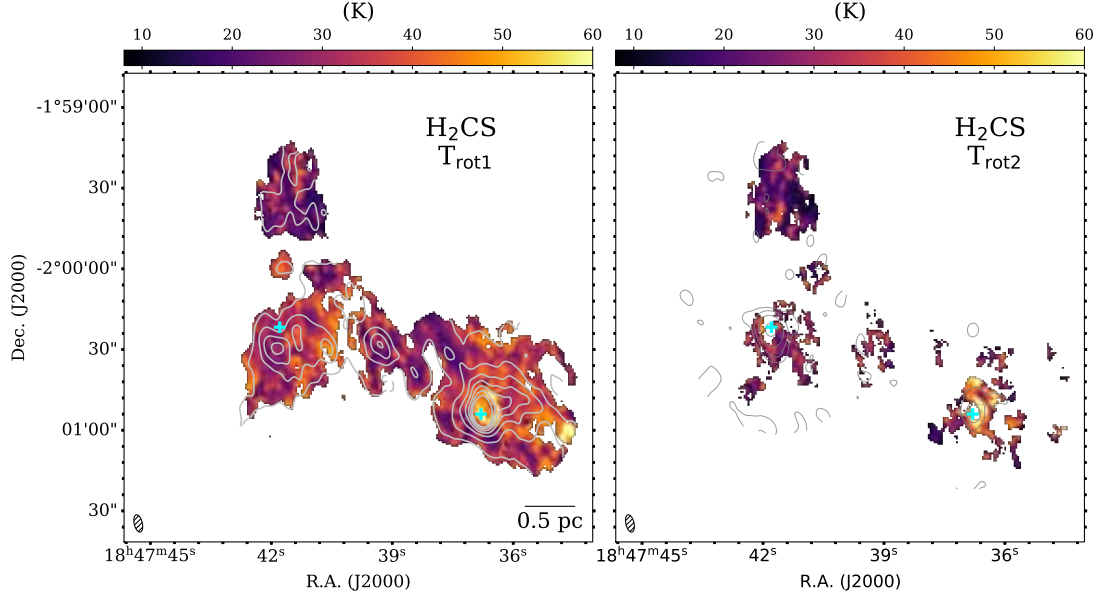 (K) (K)
10 20 30 40 50 60 10 20 30 40 50 60
-1°59'00"
H₂CS H₂CS
T_rot1 T_rot2
30"
-2°00'00"
Dec. (J2000)
30"
01'00"
30"
0.5 pc
18ʰ47ᵐ45ˢ 42ˢ 39ˢ 36ˢ 18ʰ47ᵐ45ˢ 42ˢ 39ˢ 36ˢ
R.A. (J2000) R.A. (J2000)